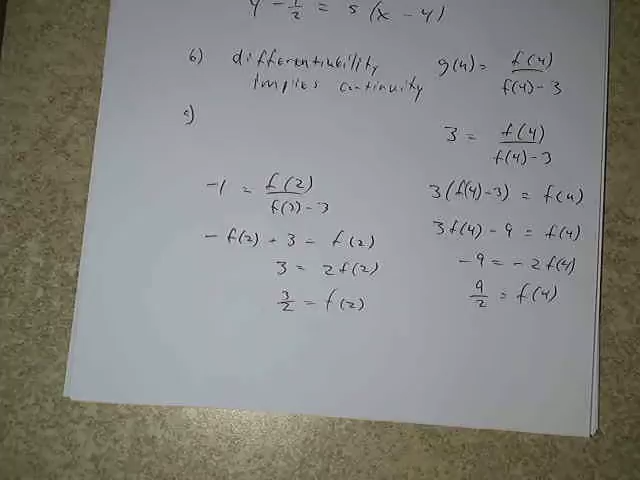 y - 1/2 = 5(x - 4)
b) differentiability
implies continuity
g(4) = f(4) / f(4) - 3
c)
3 = f(4) / f(4) - 3
-1 = f(2) / f(2) - 3
3(f(4) - 3) = f(4)
-f(2) + 3 = f(2)
3f(4) - 9 = f(4)
3 = 2f(2)
-9 = -2f(4)
3/2 = f(2)
9/2 = f(4)